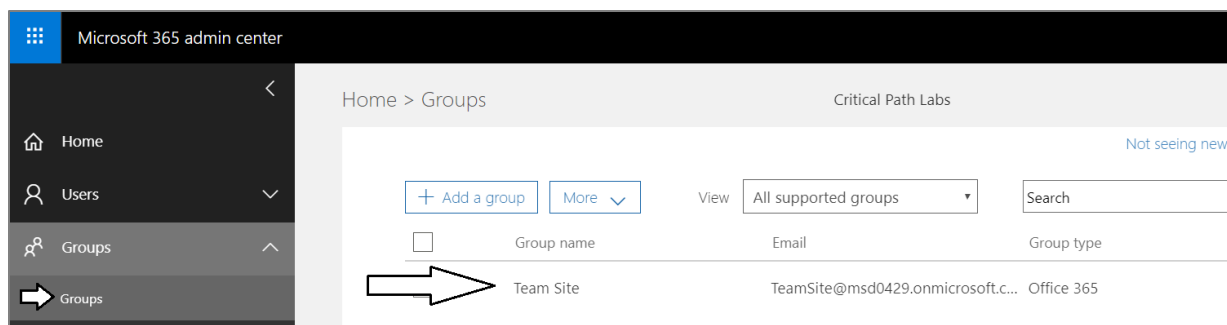 Microsoft 365 admin center
Home > Groups
Critical Path Labs
Home
Not seeing new
Users
+ Add a group
More
View
All supported groups
Search
Groups
Group name
Email
Group type
Groups
Team Site
TeamSite@msd0429.onmicrosoft.c...
Office 365